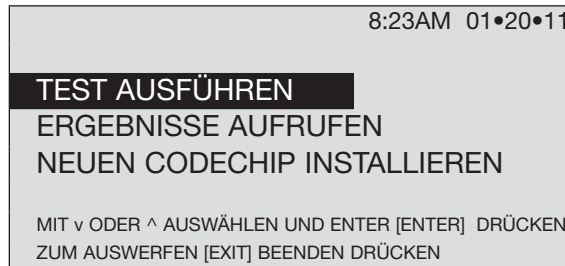 8:23AM 01•20•11
TEST AUSFÜHREN
ERGEBNISSE AUFRUFEN
NEUEN CODECHIP INSTALLIEREN
MIT v ODER ^ AUSWÄHLEN UND ENTER [ENTER] DRÜCKEN
ZUM AUSWERFEN [EXIT] BEENDEN DRÜCKEN